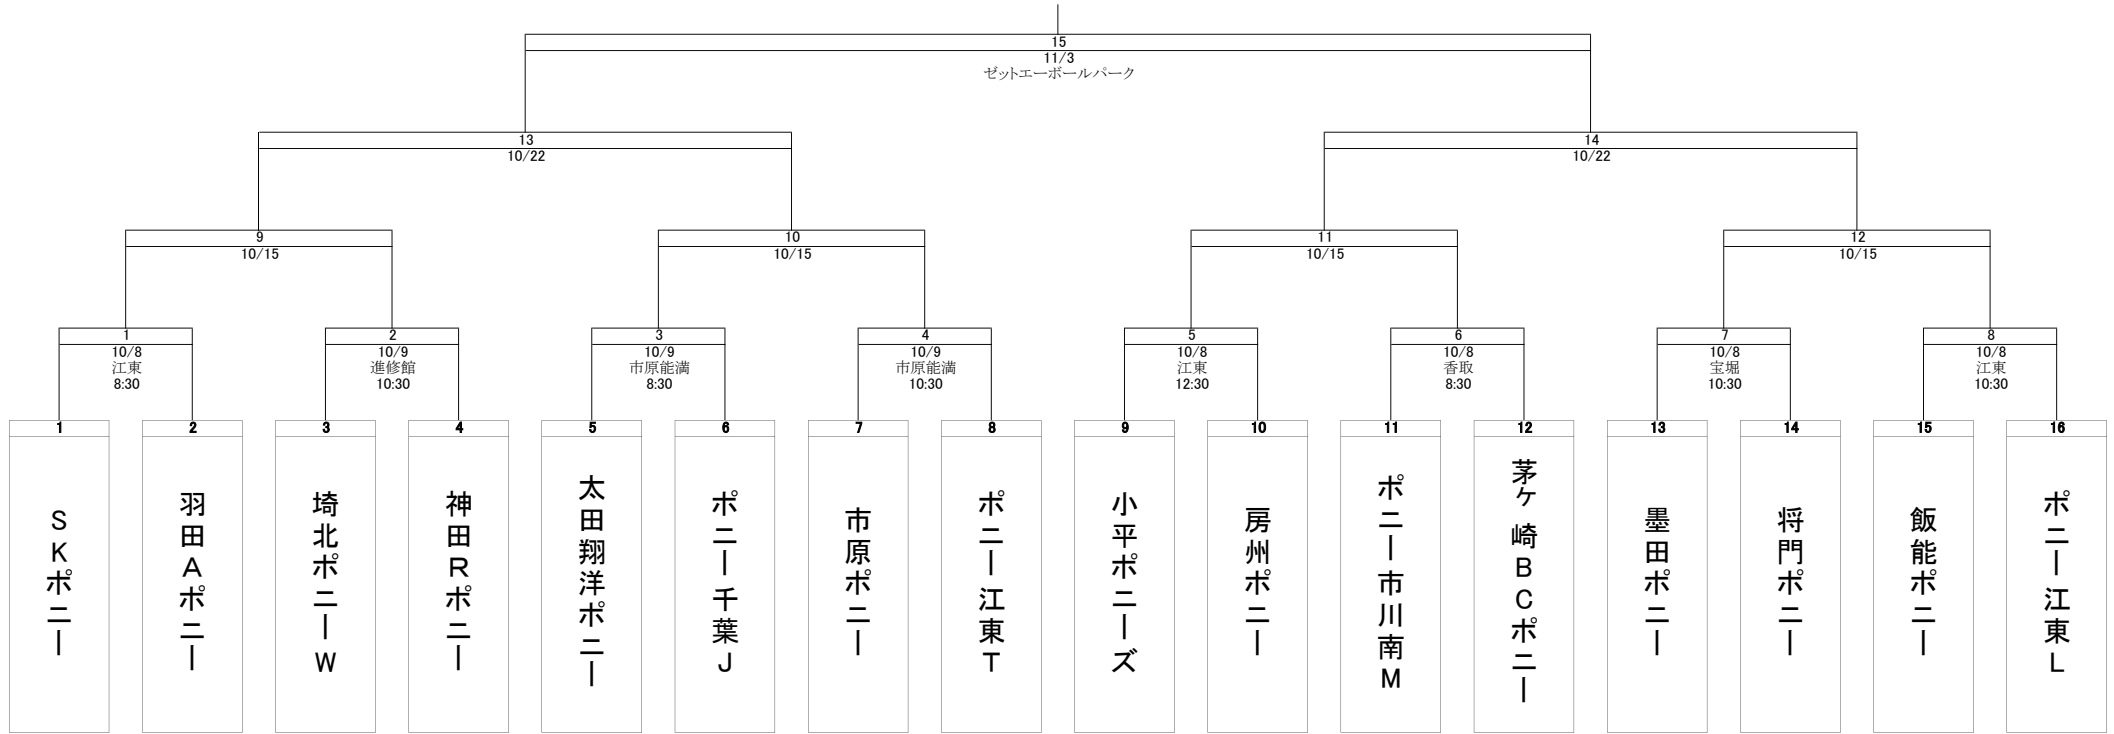 15
11/3
ゼットエーボールパーク
13
10/22
14
10/22
9
10/15
10
10/15
11
10/15
12
10/15
1
10/8
江東
8:30
2
10/9
進修館
10:30
3
10/9
市原能満
8:30
4
10/9
市原能満
10:30
5
10/8
江東
12:30
6
10/8
香取
8:30
7
10/8
宝堀
10:30
8
10/8
江東
10:30
1
SKポニー
2
羽田Aポニー
3
埼北ポニーW
4
神田Rポニー
5
太田翔洋ポニー
6
ポニー千葉J
7
市原ポニー
8
ポニー江東T
9
小平ポニーズ
10
房州ポニー
11
ポニー市川南M
12
茅ケ崎BCポニー
13
墨田ポニー
14
将門ポニー
15
飯能ポニー
16
ポニー江東L